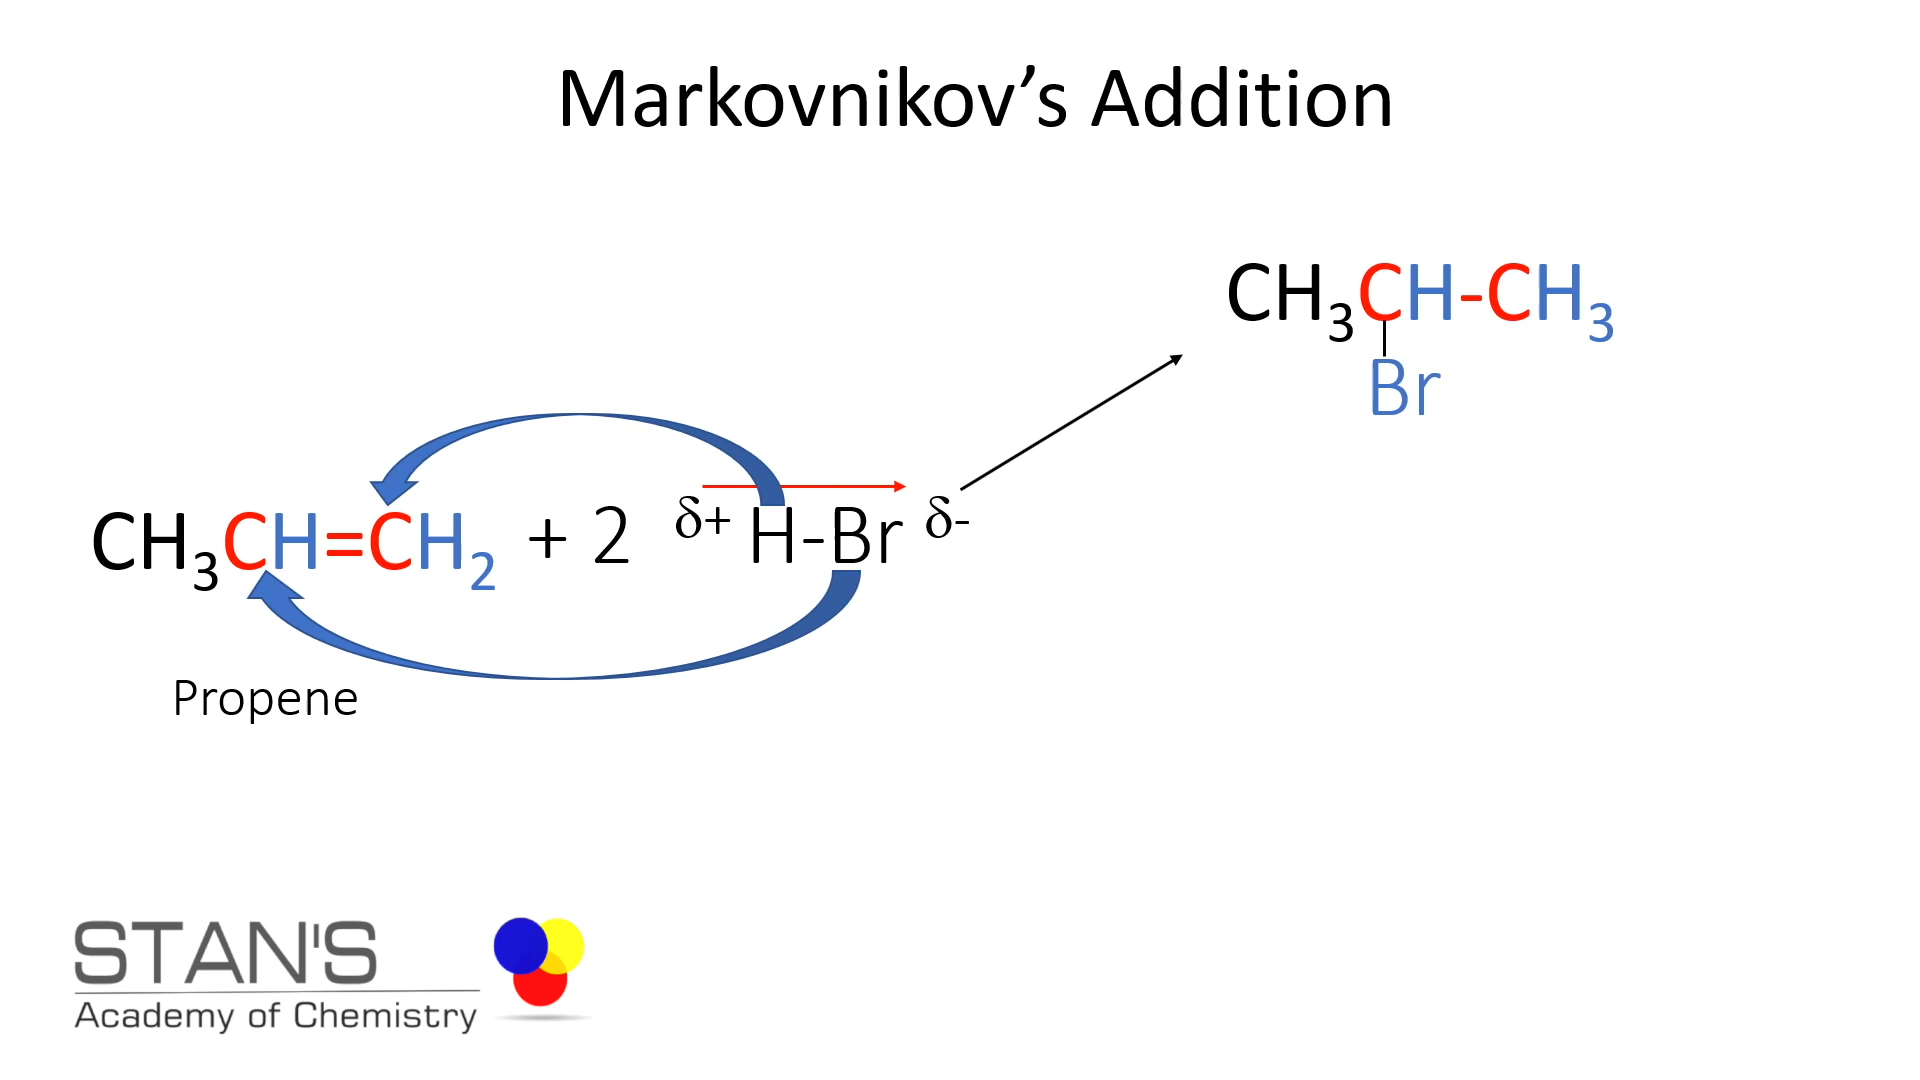 Markovnikov’s Addition
CH₃CH-CH₃
Br
CH₃CH=CH₂ + 2 δ+ H-Br δ-
Propene
STAN'S
Academy of Chemistry